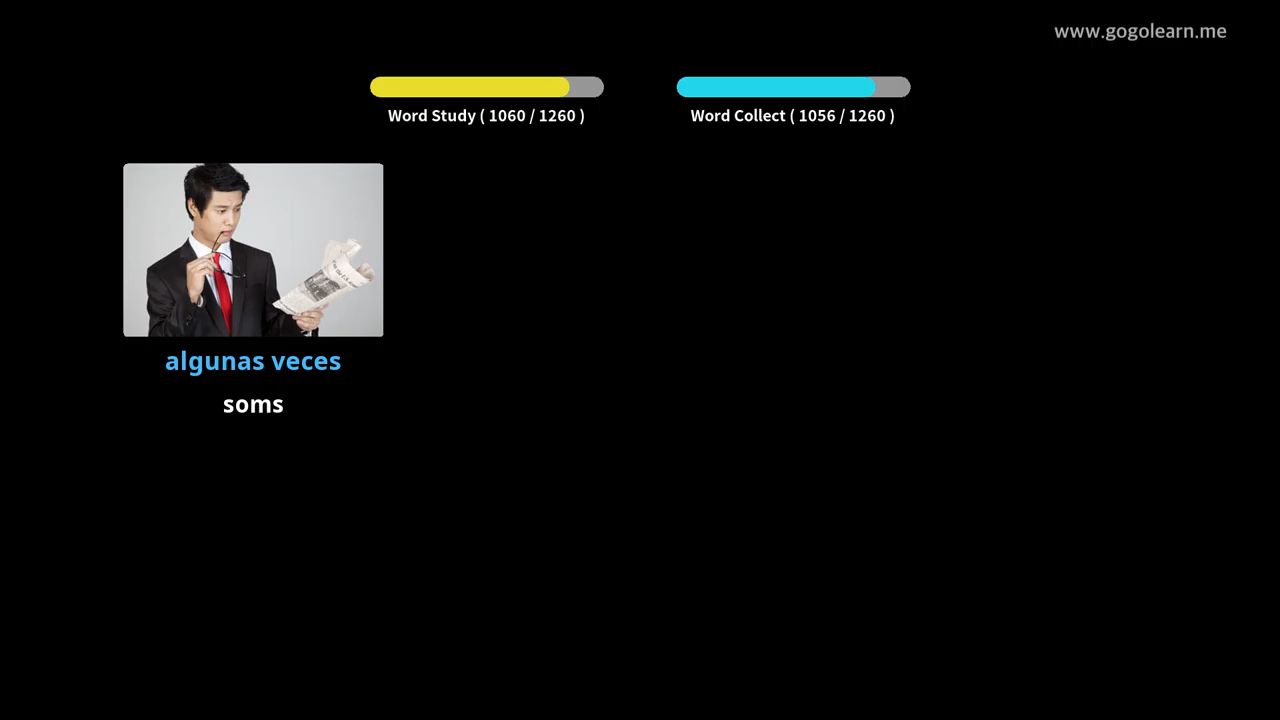 www.gogolearn.me
Word Study ( 1060 / 1260 )
Word Collect ( 1056 / 1260 )
algunas veces
soms